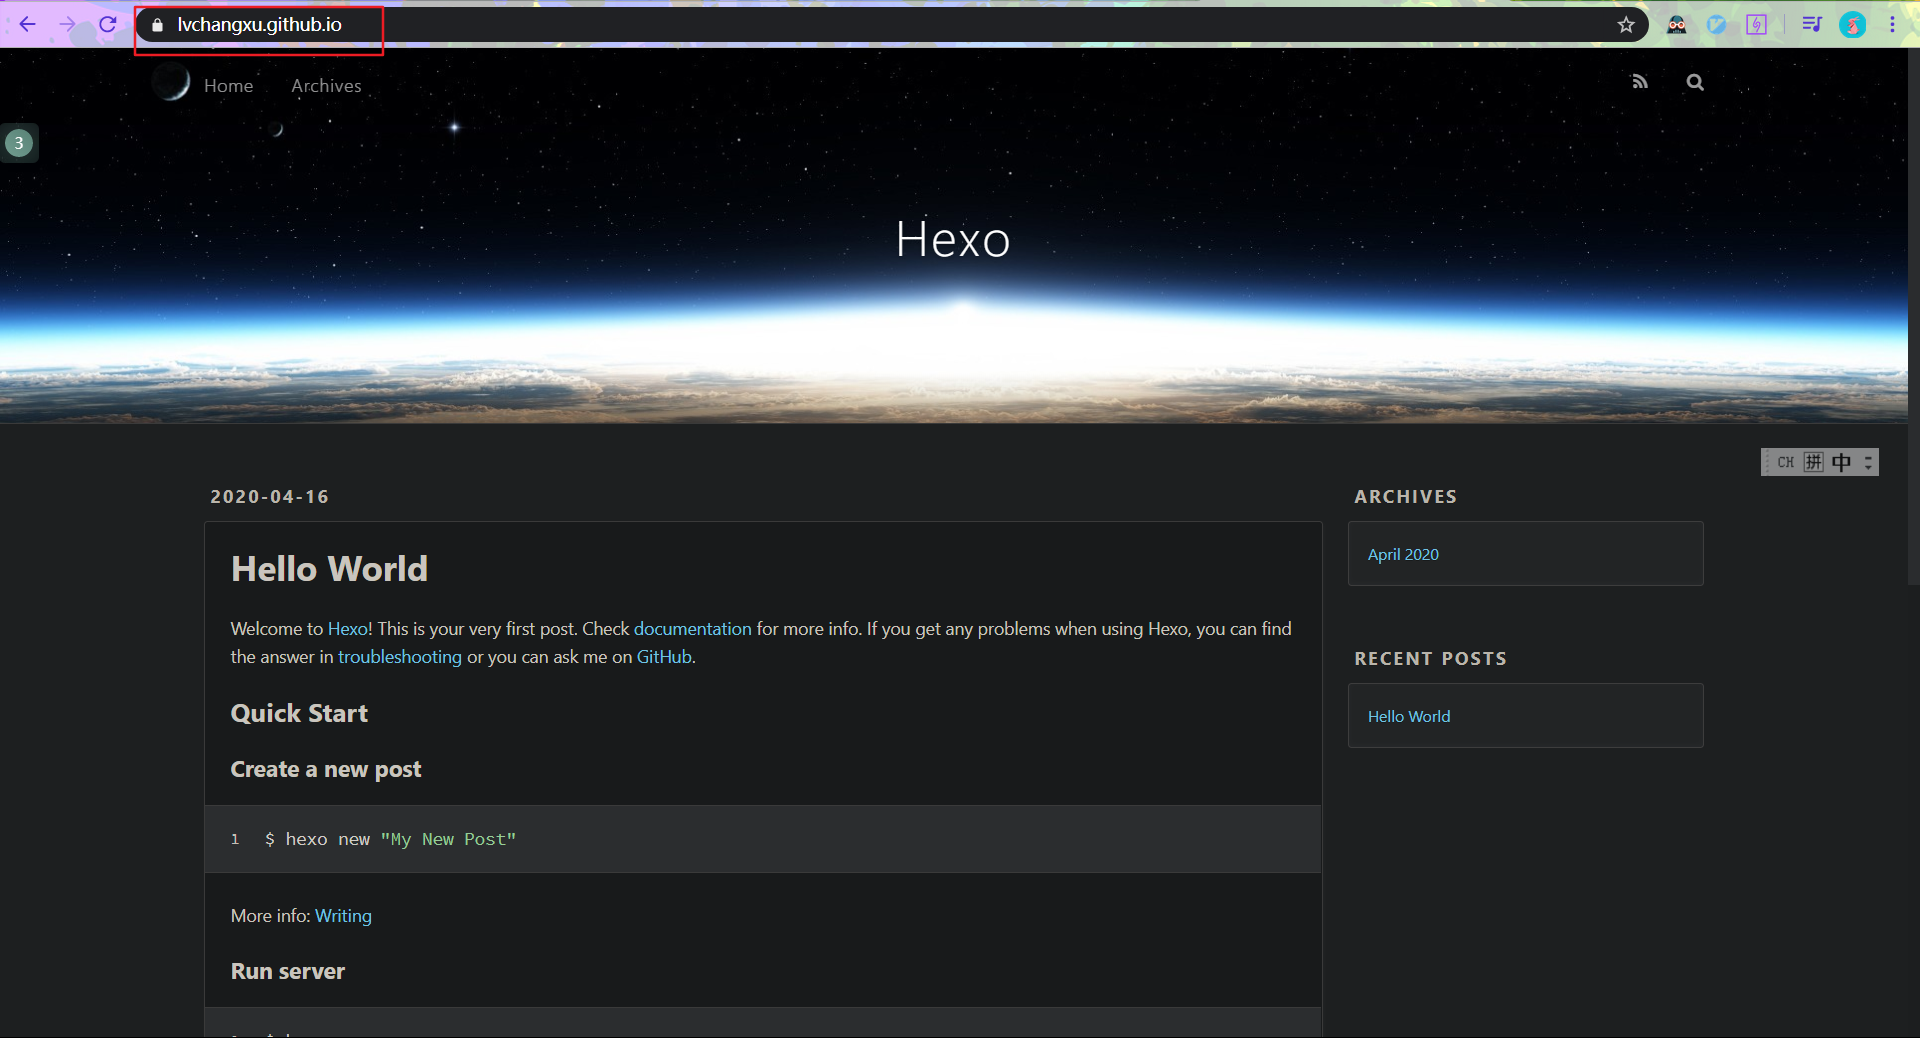 lvchangxu.github.io
Home Archives
3
Hexo
CH 拼 中
2020-04-16
Hello World
Welcome to Hexo! This is your very first post. Check documentation for more info. If you get any problems when using Hexo, you can find
the answer in troubleshooting or you can ask me on GitHub.
Quick Start
Create a new post
1 $ hexo new "My New Post"
More info: Writing
Run server
ARCHIVES
April 2020
RECENT POSTS
Hello World